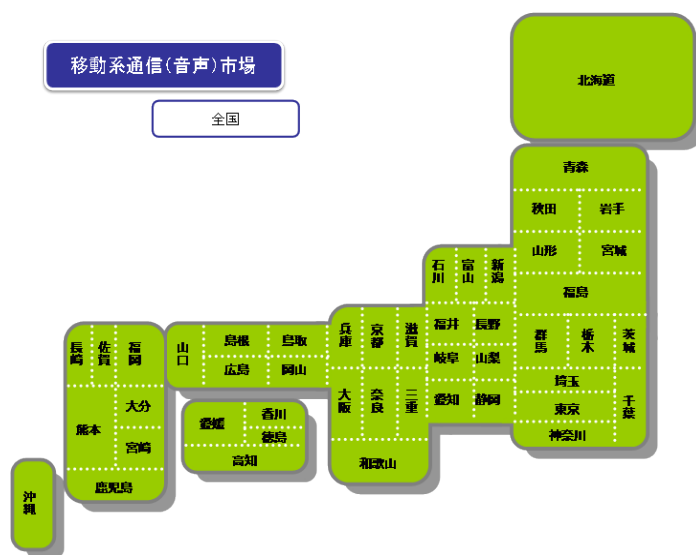 移動系通信(音声)市場
全国
北海道
青森
秋田
岩手
山形
宮城
福島
石川
富山
新潟
群馬
栃木
茨城
福井
長野
岐阜
山梨
愛知
静岡
埼玉
東京
千葉
神奈川
兵庫
京都
滋賀
大阪
奈良
三重
和歌山
山口
島根
鳥取
広島
岡山
愛媛
香川
徳島
高知
長崎
佐賀
福岡
熊本
大分
宮崎
鹿児島
沖縄